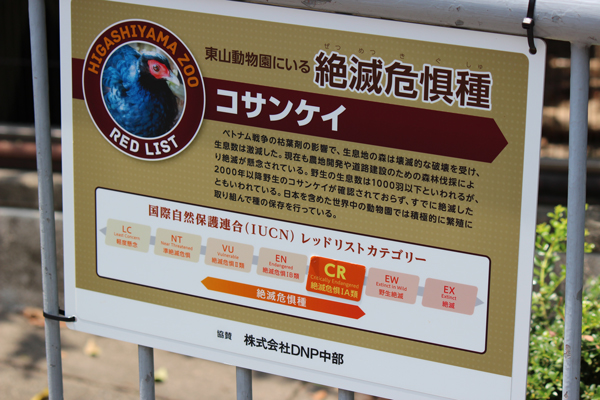 HIGASHIYAMA ZOO
RED LIST
東山動物園にいる
ぜつ めつ き ぐ しゅ
絶滅危惧種
コサンケイ
ベトナム戦争の枯葉剤の影響で、生息地の森は壊滅的な破壊を受け、
生息数は激減した。現在も農地開発や道路建設のための森林伐採によ
り絶滅が懸念されている。野生の生息数は1000羽以下といわれるが、
2000年以降野生のコサンケイが確認されておらず、すでに絶滅した
ともいわれている。日本を含めた世界中の動物園では積極的に繁殖に
取り組んで種の保存を行っている。
国際自然保護連合(IUCN) レッドリストカテゴリー
LC
Least Concern
軽度懸念
NT
Near Threatened
準絶滅危惧
VU
Vulnerable
絶滅危惧II類
EN
Endangered
絶滅危惧IB類
CR
Critically Endangered
絶滅危惧IA類
EW
Extinct in Wild
野生絶滅
EX
Extinct
絶滅
絶滅危惧種
協賛 株式会社DNP中部